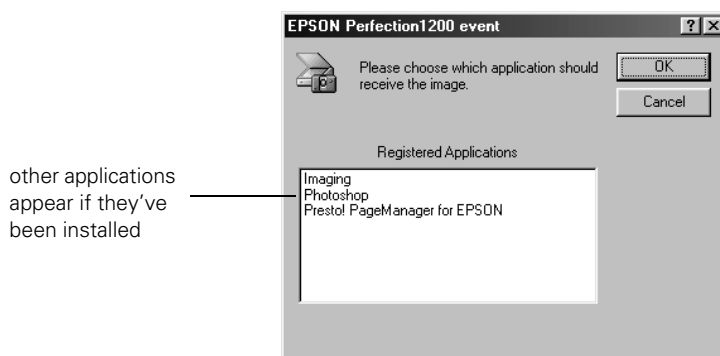 EPSON Perfection1200 event
? ×
Please choose which application should
receive the image.
OK
Cancel
Registered Applications
Imaging
Photoshop
Presto! PageManager for EPSON
other applications
appear if they’ve
been installed